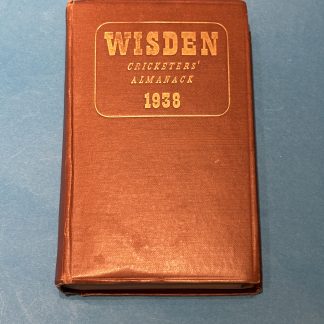 WISDEN
CRICKETERS'
ALMANACK
1938